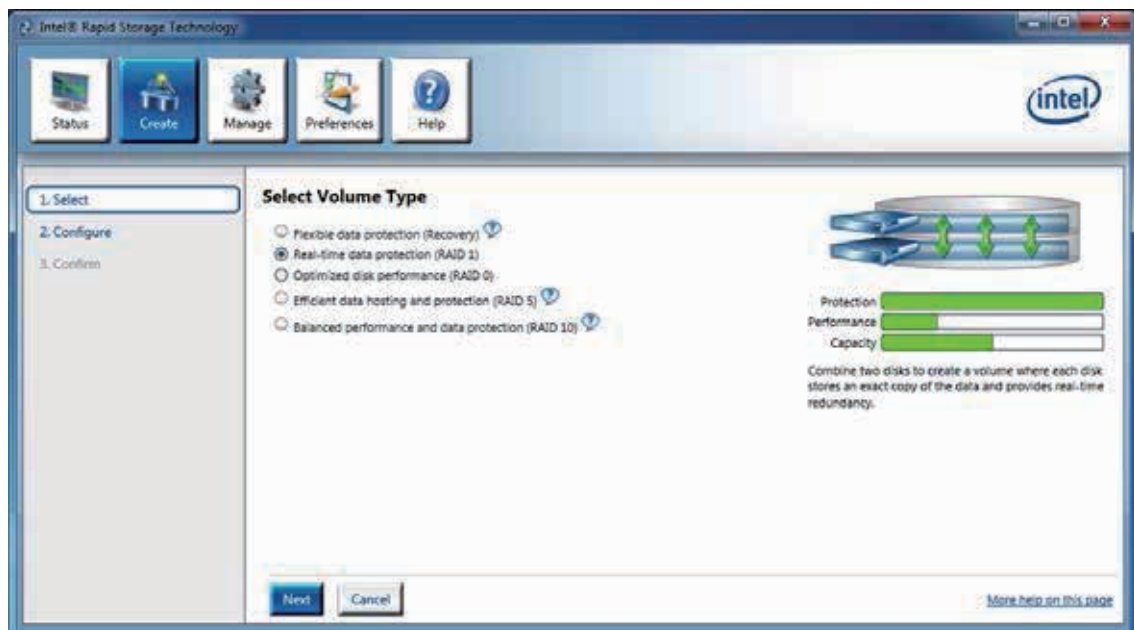 Intel® Rapid Storage Technology
Status
Create
Manage
Preferences
Help
intel
1. Select
2. Configure
3. Confirm
Select Volume Type
Flexible data protection (Recovery)
Real-time data protection (RAID 1)
Optimized disk performance (RAID 0)
Efficient data hosting and protection (RAID 5)
Balanced performance and data protection (RAID 10)
Protection
Performance
Capacity
Combine two disks to create a volume where each disk
stores an exact copy of the data and provides real-time
redundancy.
Next
Cancel
More help on this page